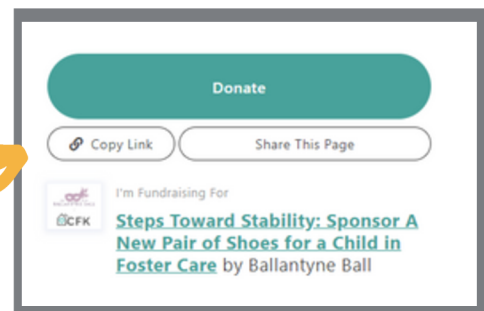 Donate
Copy Link
Share This Page
I'm Fundraising For
CFK
Steps Toward Stability: Sponsor A
New Pair of Shoes for a Child in
Foster Care by Ballantyne Ball